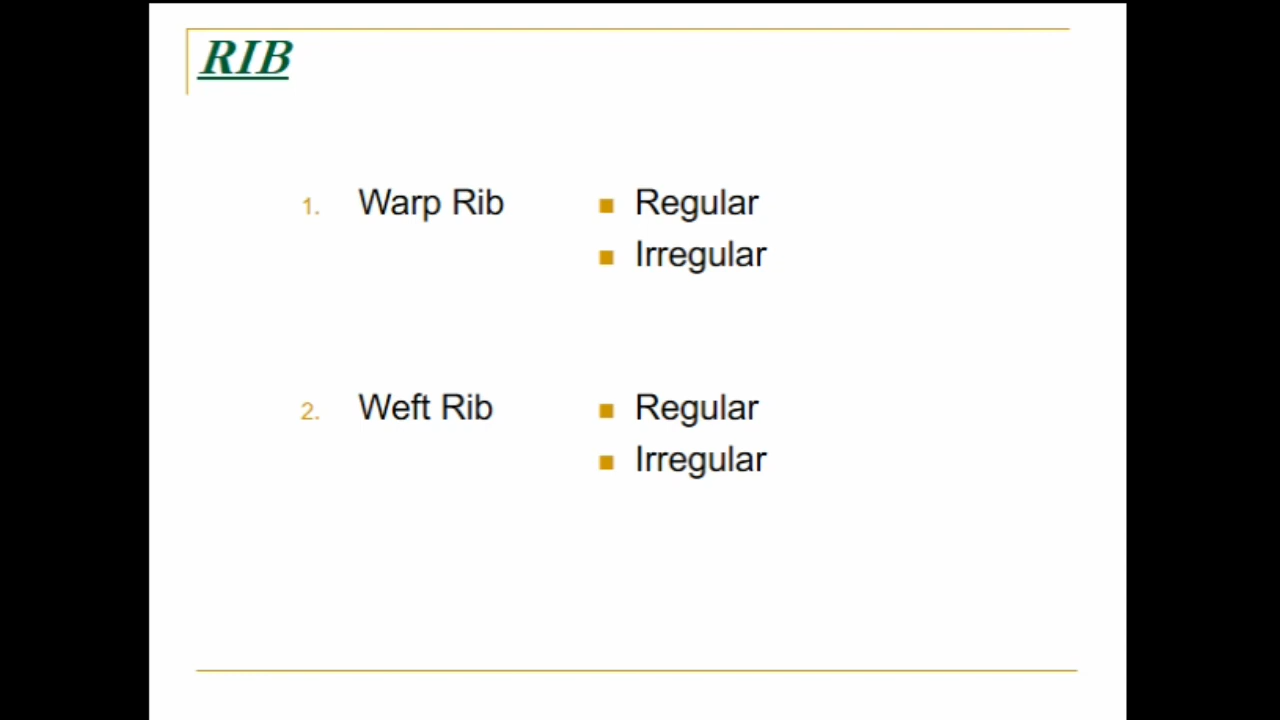 RIB
1. Warp Rib ■ Regular
■ Irregular
2. Weft Rib ■ Regular
■ Irregular